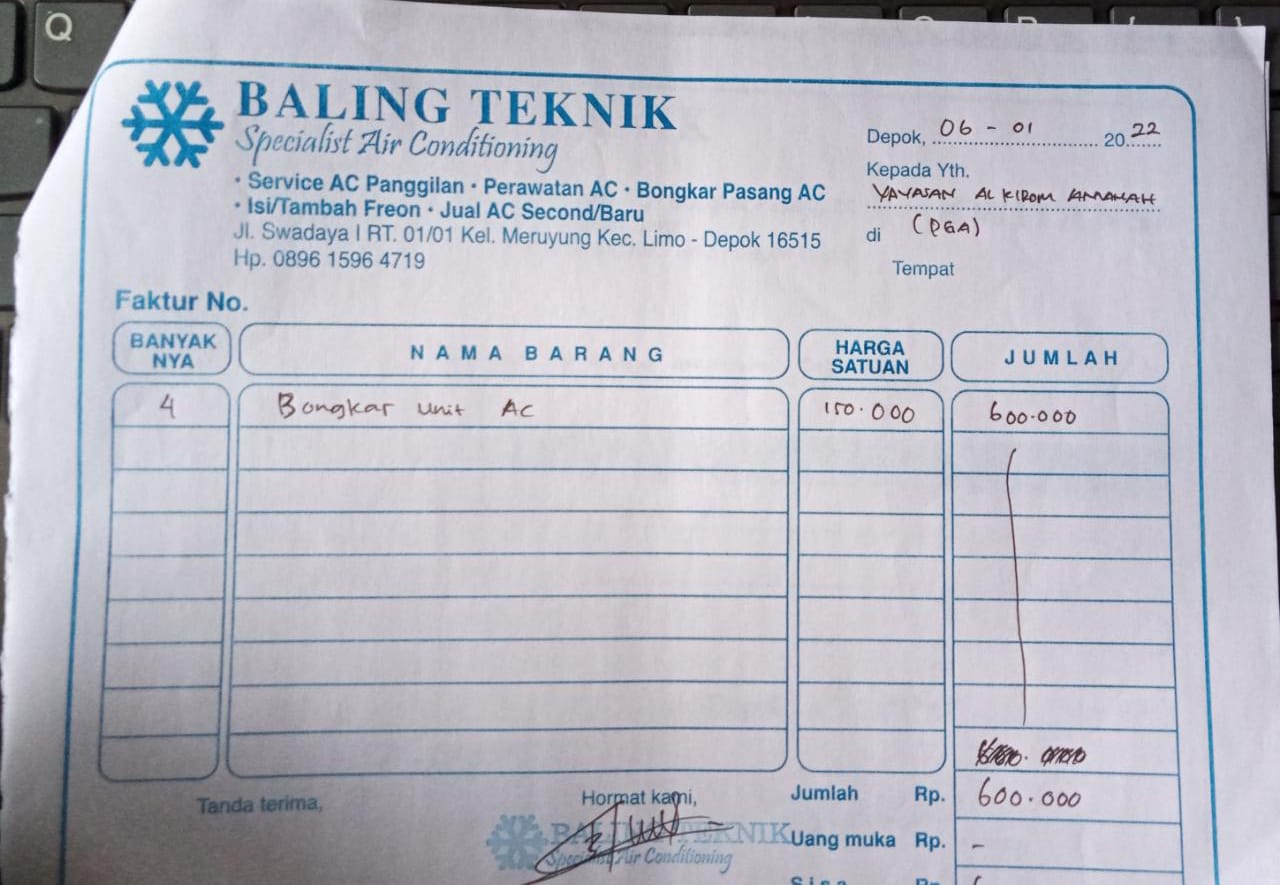 Q
BALING TEKNIK
Specialist Air Conditioning
• Service AC Panggilan • Perawatan AC • Bongkar Pasang AC
• Isi/Tambah Freon • Jual AC Second/Baru
Jl. Swadaya I RT. 01/01 Kel. Meruyung Kec. Limo - Depok 16515
Hp. 0896 1596 4719
Depok, 06 - 01 2022
Kepada Yth.
YAYASAN AL KIROM AMANAH
di (PGA)
Tempat
Faktur No.
BANYAK NYA NAMA BARANG HARGA SATUAN JUMLAH
4 Bongkar unit AC 150.000 600.000
Tanda terima, Hormat kami, Jumlah Rp. 600.000
BALING TEKNIK Uang muka Rp. -
Specialist Air Conditioning
Sisa Rp